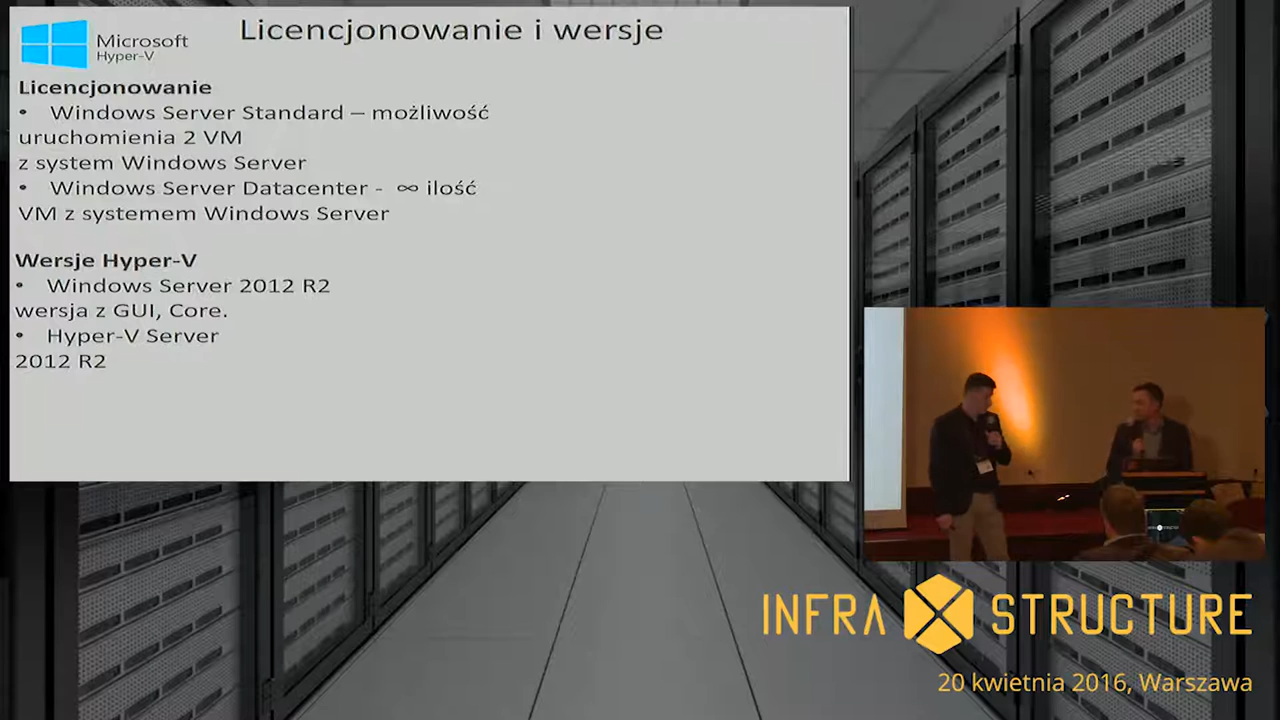 Microsoft
Hyper-V
Licencjonowanie i wersje
Licencjonowanie
• Windows Server Standard – możliwość
uruchomienia 2 VM
z system Windows Server
• Windows Server Datacenter - ∞ ilość
VM z systemem Windows Server
Wersje Hyper-V
• Windows Server 2012 R2
wersja z GUI, Core.
• Hyper-V Server
2012 R2
INFRA STRUCTURE
20 kwietnia 2016, Warszawa